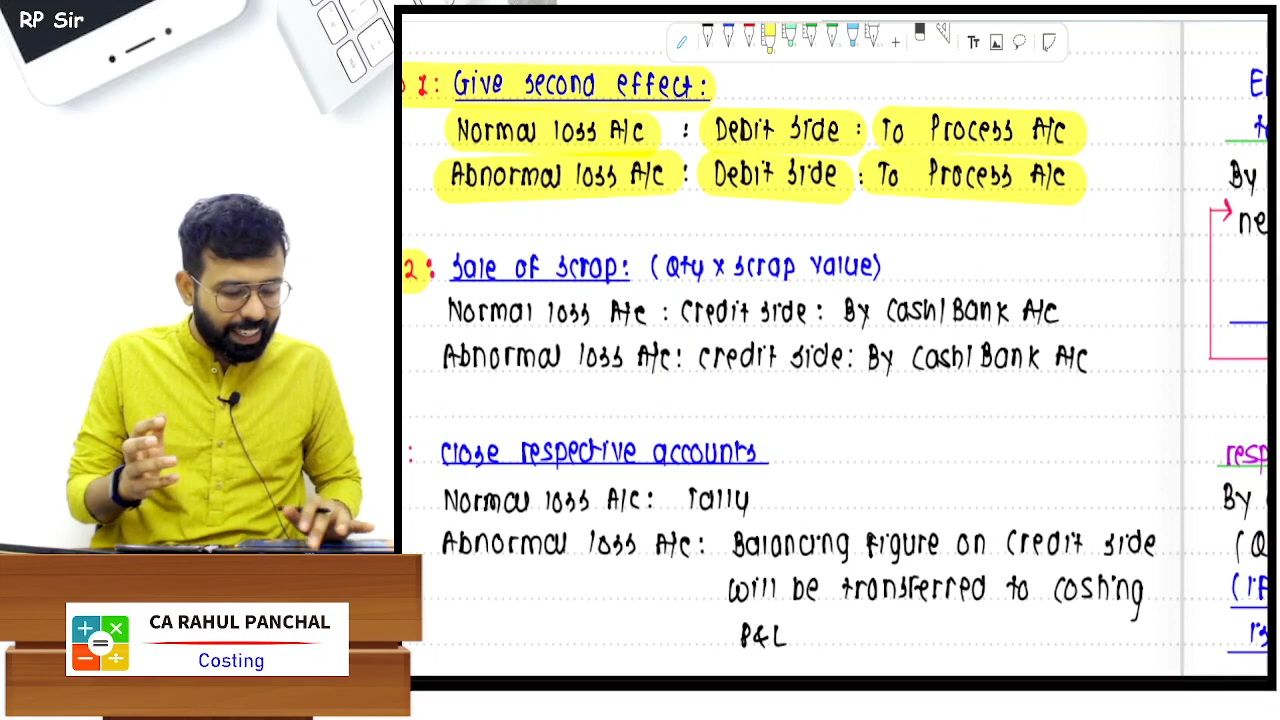 RP Sir
1: Give second effect:
Normal loss A/c : Debit side : To Process A/c
Abnormal loss A/c : Debit side : To Process A/c
2: Sale of scrap: (Qty x scrap value)
Normal loss A/c : Credit side : By Cash/Bank A/c
Abnormal loss A/c : Credit side : By Cash/Bank A/c
: Close respective accounts
Normal loss A/c : Tally
Abnormal loss A/c : Balancing figure on credit side
will be transferred to costing
P&L
By
ne
resp
By
CA RAHUL PANCHAL
Costing